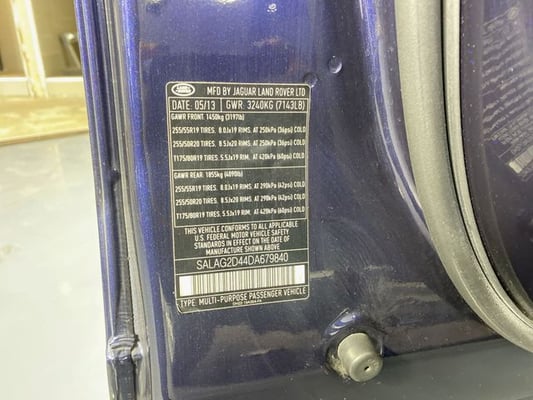 MFD BY JAGUAR LAND ROVER LTD
DATE: 05/13 GWR. 3240KG (7143LB)
GAWR FRONT. 1450kg (3197lb)
255/55R19 TIRES. 8.0Jx19 RIMS. AT 250kPa (36psi) COLD
255/50R20 TIRES. 8.5Jx20 RIMS. AT 250kPa (36psi) COLD
T175/80R19 TIRES. 5.5Jx19 RIM. AT 420kPa (60psi) COLD
GAWR REAR. 1855kg (4090lb)
255/55R19 TIRES. 8.0Jx19 RIMS. AT 290kPa (42psi) COLD
255/50R20 TIRES. 8.5Jx20 RIMS. AT 290kPa (42psi) COLD
T175/80R19 TIRES. 5.5Jx19 RIM. AT 420kPa (60psi) COLD
THIS VEHICLE CONFORMS TO ALL APPLICABLE
U.S. FEDERAL MOTOR VEHICLE SAFETY
STANDARDS IN EFFECT ON THE DATE OF
MANUFACTURE SHOWN ABOVE
SALAG2D44DA679840
TYPE: MULTI-PURPOSE PASSENGER VEHICLE